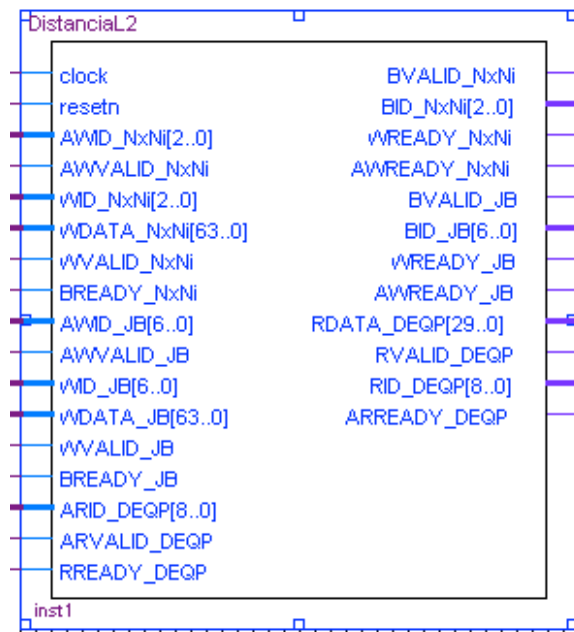 DistanciaL2
clock BVALID_NxNi
resetn BID_NxNi[2..0]
AWID_NxNi[2..0] WREADY_NxNi
AWVALID_NxNi AWREADY_NxNi
WID_NxNi[2..0] BVALID_JB
WDATA_NxNi[63..0] BID_JB[6..0]
WVALID_NxNi WREADY_JB
BREADY_NxNi AWREADY_JB
AWID_JB[6..0] RDATA_DEQP[29..0]
AWVALID_JB RVALID_DEQP
WID_JB[6..0] RID_DEQP[8..0]
WDATA_JB[63..0] ARREADY_DEQP
WVALID_JB
BREADY_JB
ARID_DEQP[8..0]
ARVALID_DEQP
RREADY_DEQP
inst1